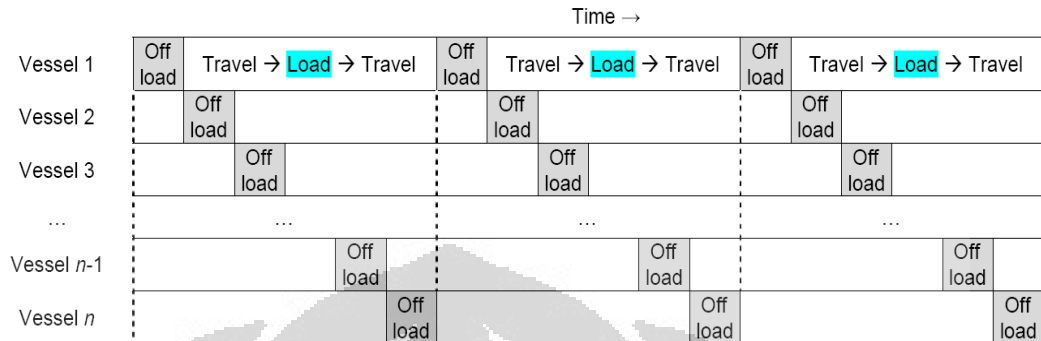 Time →
Vessel 1
Off
load
Travel → Load → Travel
Off
load
Travel → Load → Travel
Off
load
Travel → Load → Travel
Vessel 2
Off
load
Off
load
Off
load
Vessel 3
Off
load
Off
load
Off
load
...
...
...
...
Vessel n-1
Off
load
Off
load
Off
load
Vessel n
Off
load
Off
load
Off
load